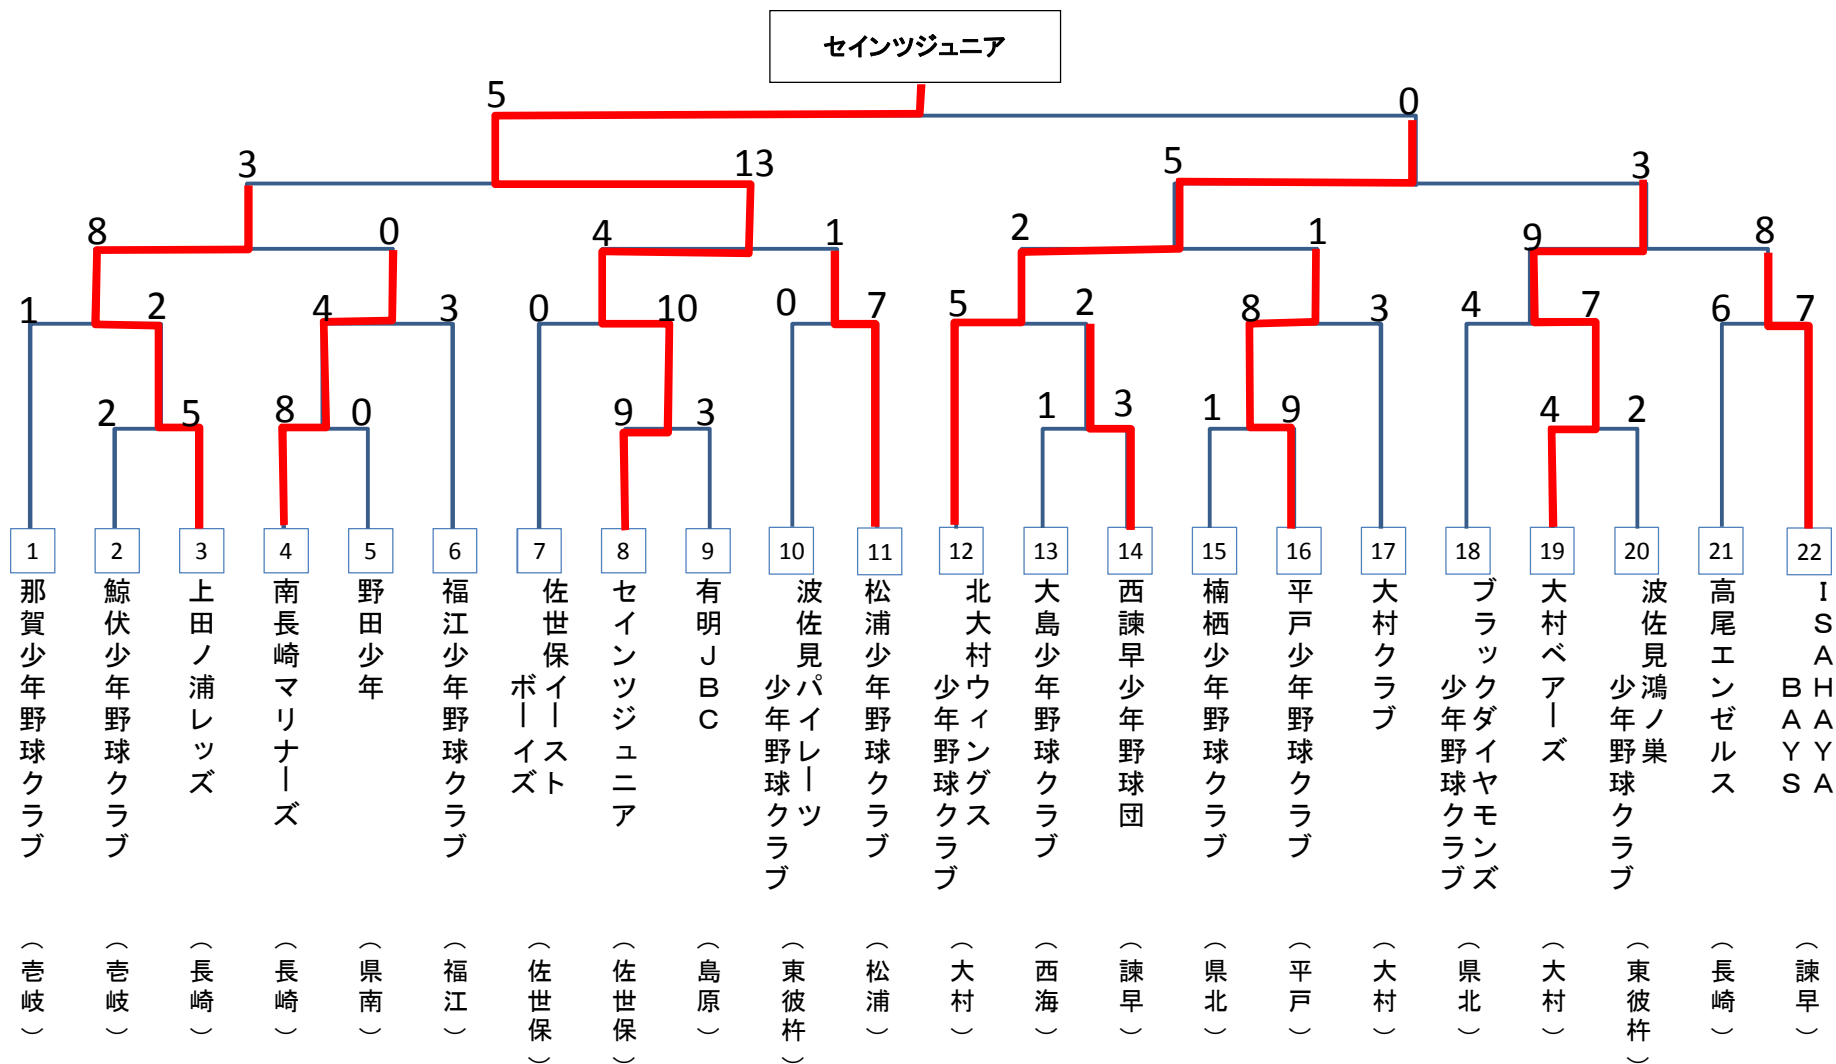 セインツジュニア
5 0
3 13 5 3
8 0 4 1 2 1 9 8
1 2 4 3 0 10 0 7 5 2 8 3 4 7 6 7
2 5 8 0 9 3 1 3 1 9 4 2
1 2 3 4 5 6 7 8 9 10 11 12 13 14 15 16 17 18 19 20 21 22
那賀少年野球クラブ
(壱岐)
鯨伏少年野球クラブ
(壱岐)
上田ノ浦レッズ
(長崎)
南長崎マリナーズ
(長崎)
野田少年
(県南)
福江少年野球クラブ
(福江)
佐世保イースト
ボーイズ
(佐世保)
セインツジュニア
(佐世保)
有明JBC
(島原)
波佐見パイレーツ
少年野球クラブ
(東彼杵)
松浦少年野球クラブ
(松浦)
北大村ウィングス
少年野球クラブ
(大村)
大島少年野球クラブ
(西海)
西諫早少年野球団
(諫早)
楠栖少年野球クラブ
(県北)
平戸少年野球クラブ
(平戸)
大村クラブ
(大村)
ブラックダイヤモンズ
少年野球クラブ
(県北)
大村ベアーズ
(大村)
波佐見鴻ノ巣
少年野球クラブ
(東彼杵)
高尾エンゼルス
(長崎)
ISAHAYA
BAYS
(諫早)